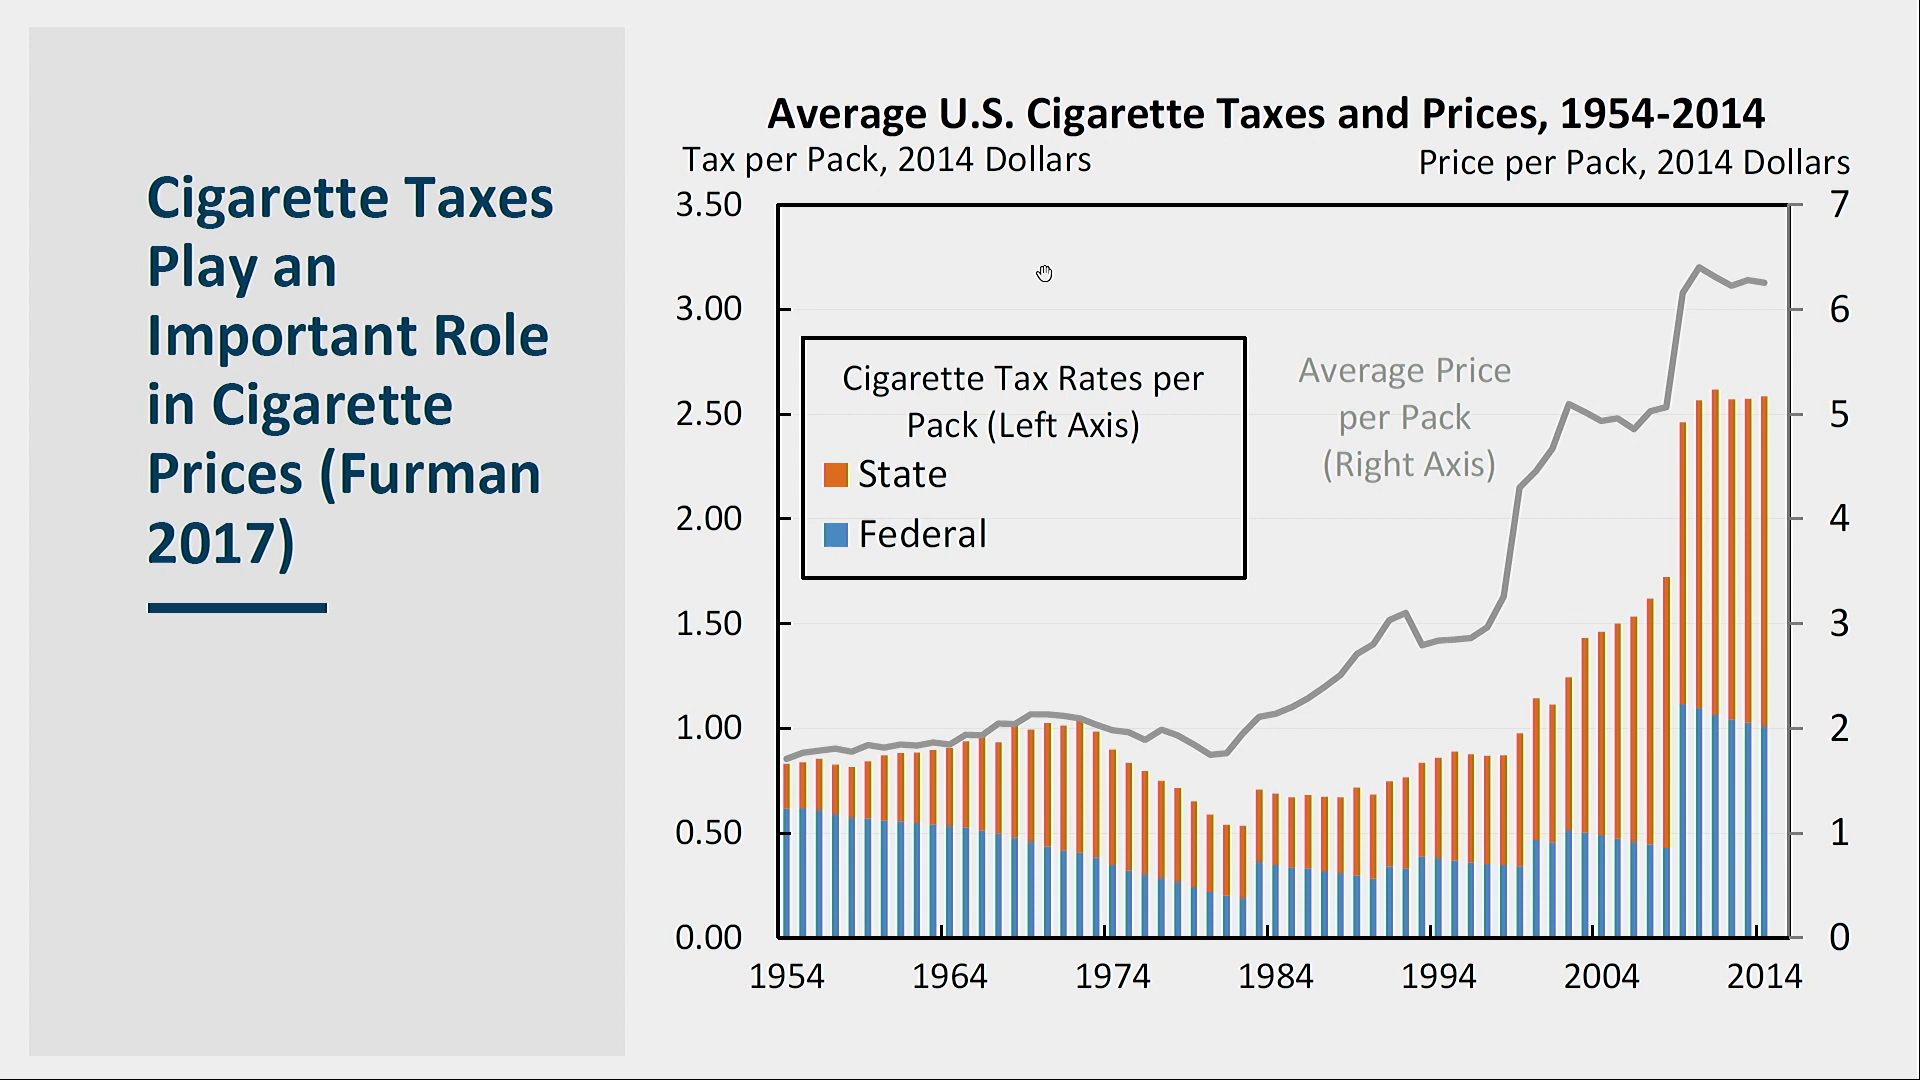 Cigarette Taxes
Play an
Important Role
in Cigarette
Prices (Furman
2017)
Average U.S. Cigarette Taxes and Prices, 1954-2014
Tax per Pack, 2014 Dollars
Price per Pack, 2014 Dollars
3.50
3.00
2.50
2.00
1.50
1.00
0.50
0.00
Cigarette Tax Rates per
Pack (Left Axis)
State
Federal
Average Price
per Pack
(Right Axis)
7
6
5
4
3
2
1
0
1954 1964 1974 1984 1994 2004 2014